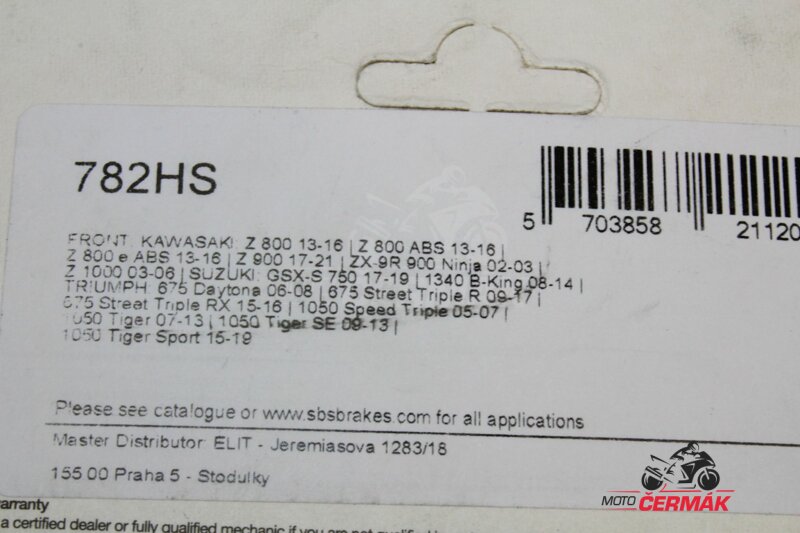 782HS
5 703858 21120
FRONT: KAWASAKI: Z 800 13-16 | Z 800 ABS 13-16 |
Z 800 e ABS 13-16 | Z 900 17-21 | ZX-9R 900 Ninja 02-03 |
Z 1000 03-06 | SUZUKI: GSX-S 750 17-19 | 1340 B-King 08-14 |
TRIUMPH: 675 Daytona 06-08 | 675 Street Triple R 09-17 |
675 Street Triple RX 15-16 | 1050 Speed Triple 05-07 |
1050 Tiger 07-13 | 1050 Tiger SE 09-13 |
1050 Tiger Sport 15-19
Please see catalogue or www.sbsbrakes.com for all applications
Master Distributor: ELIT - Jeremiasova 1283/18
155 00 Praha 5 - Stodulky
warranty
a certified dealer or fully qualified mechanic if you are not qualified
MOTO ČERMÁK